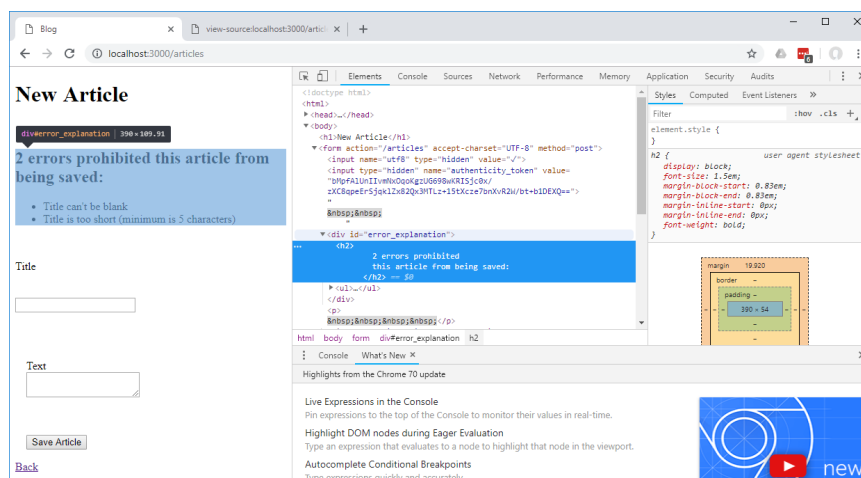 Blog
view-source:localhost:3000/articl
localhost:3000/articles
6
New Article
div#error_explanation | 390 × 109.91
2 errors prohibited this article from
being saved:
Title can't be blank
Title is too short (minimum is 5 characters)
Title
Text
Save Article
Back
Elements Console Sources Network Performance Memory Application Security Audits
<!doctype html>
<html>
<head>…</head>
<body>
<h1>New Article</h1>
<form action="/articles" accept-charset="UTF-8" method="post">
<input name="utf8" type="hidden" value="✓">
<input name="authenticity_token" type="hidden" value=
"
&nbsp;&nbsp;
"
<div id="error_explanation">
<h2>
2 errors prohibited
this article from being saved:
</h2> == $0
<ul>…</ul>
</div>
<p>
&nbsp;&nbsp;&nbsp;&nbsp;</p>
html body form div#error_explanation h2
Styles Computed Event Listeners »
Filter :hov .cls +
element.style {
}
h2 { user agent stylesheet
display: block;
font-size: 1.5em;
margin-block-start: 0.83em;
margin-block-end: 0.83em;
margin-inline-start: 0px;
margin-inline-end: 0px;
font-weight: bold;
}
margin 19.920
border –
padding –
390 × 54
Console What's New ×
Highlights from the Chrome 70 update
Live Expressions in the Console
Pin expressions to the top of the Console to monitor their values in real-time.
Highlight DOM nodes during Eager Evaluation
Type an expression that evaluates to a node to highlight that node in the viewport.
Autocomplete Conditional Breakpoints
Type expressions quickly and accurately.
new